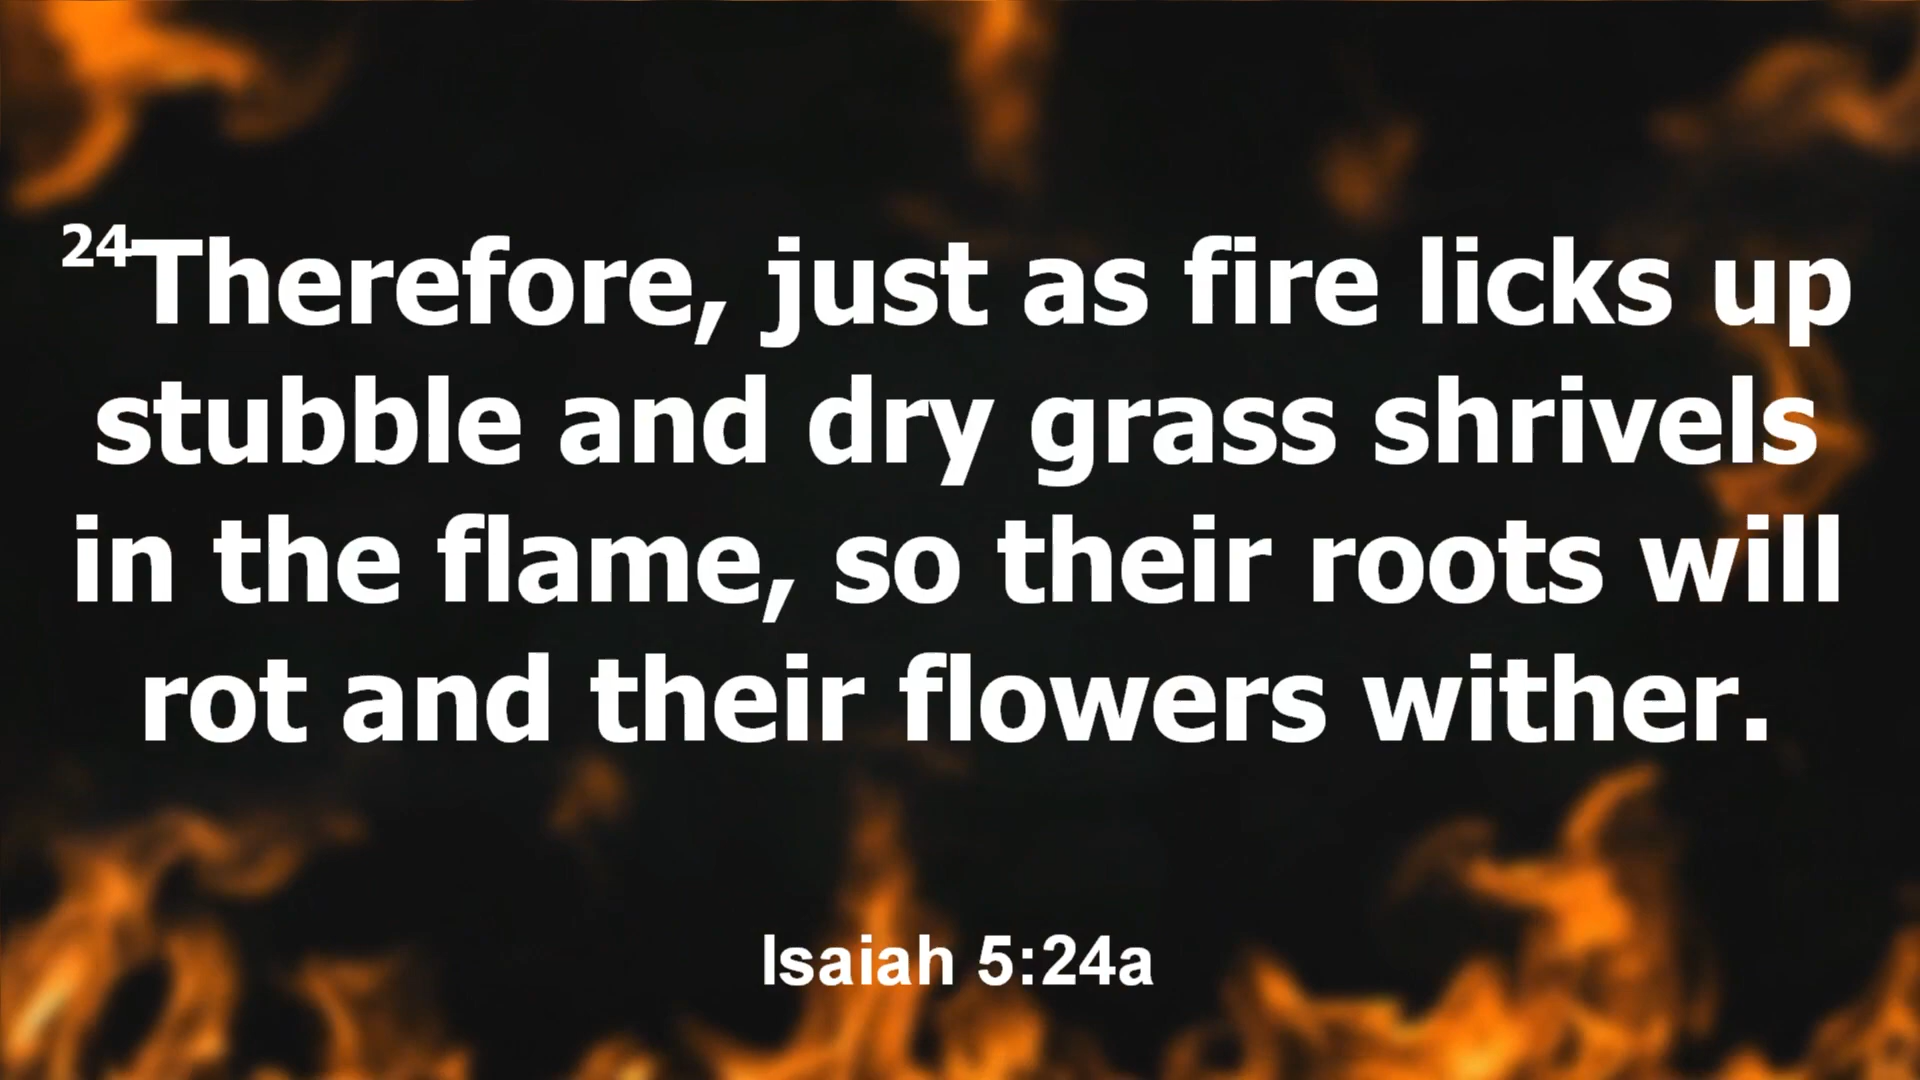 24Therefore, just as fire licks up
stubble and dry grass shrivels
in the flame, so their roots will
rot and their flowers wither.
Isaiah 5:24a